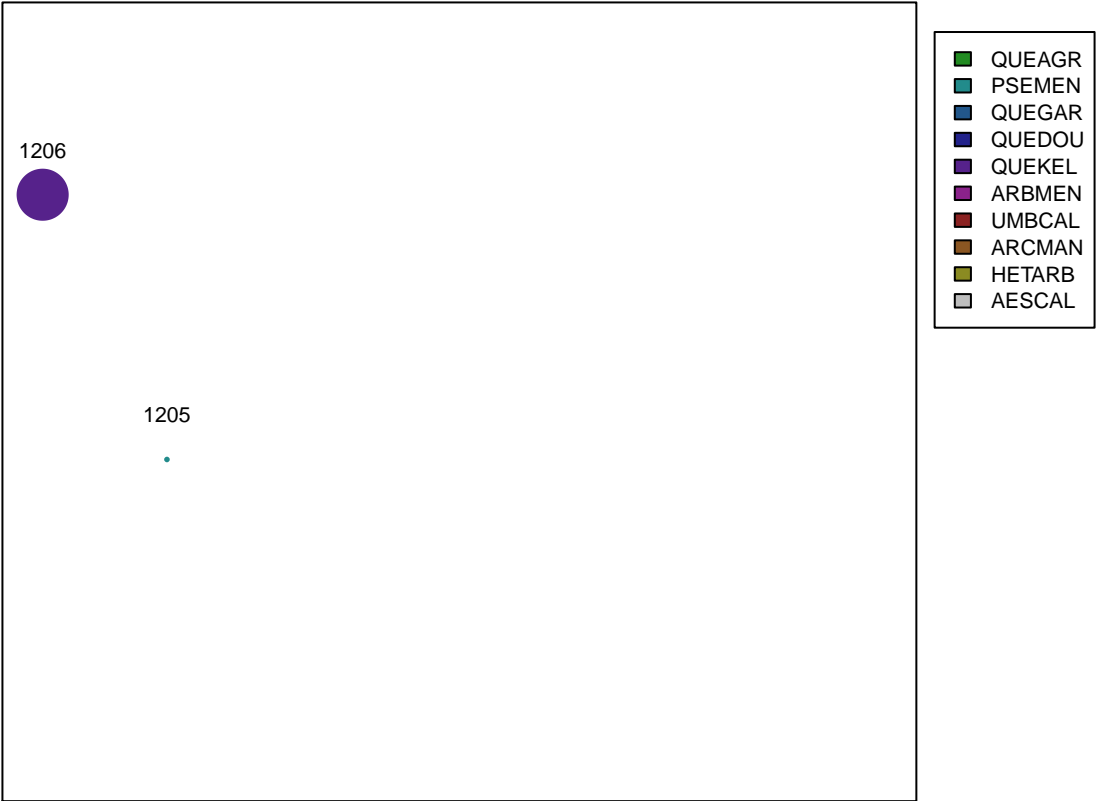 1206
1205
QUEAGR
PSEMEN
QUEGAR
QUEDOU
QUEKEL
ARBMEN
UMBCAL
ARCMAN
HETARB
AESCAL